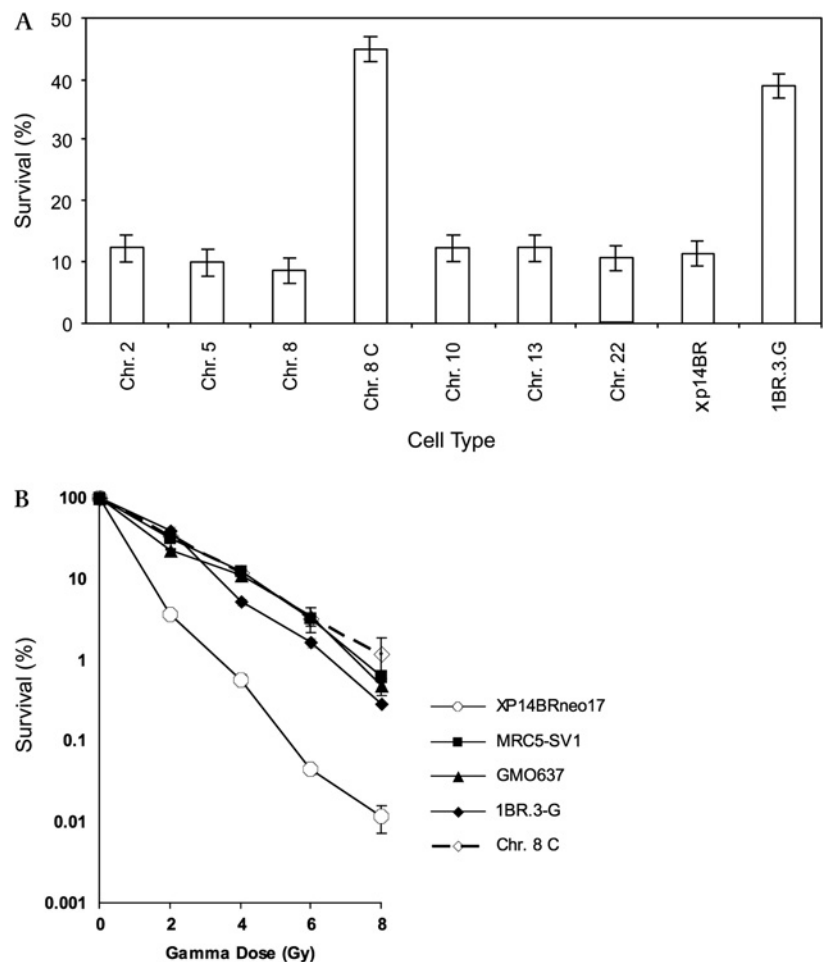 A
50
40
30
20
10
0
Survival (%)
Chr. 2
Chr. 5
Chr. 8
Chr. 8 C
Chr. 10
Chr. 13
Chr. 22
Xp14BR
1BR.3.G
Cell Type
B
100
10
1
0.1
0.01
0.001
Survival (%)
0 2 4 6 8
Gamma Dose (Gy)
XP14BRneo17
MRC5-SV1
GMO637
1BR.3-G
Chr. 8 C